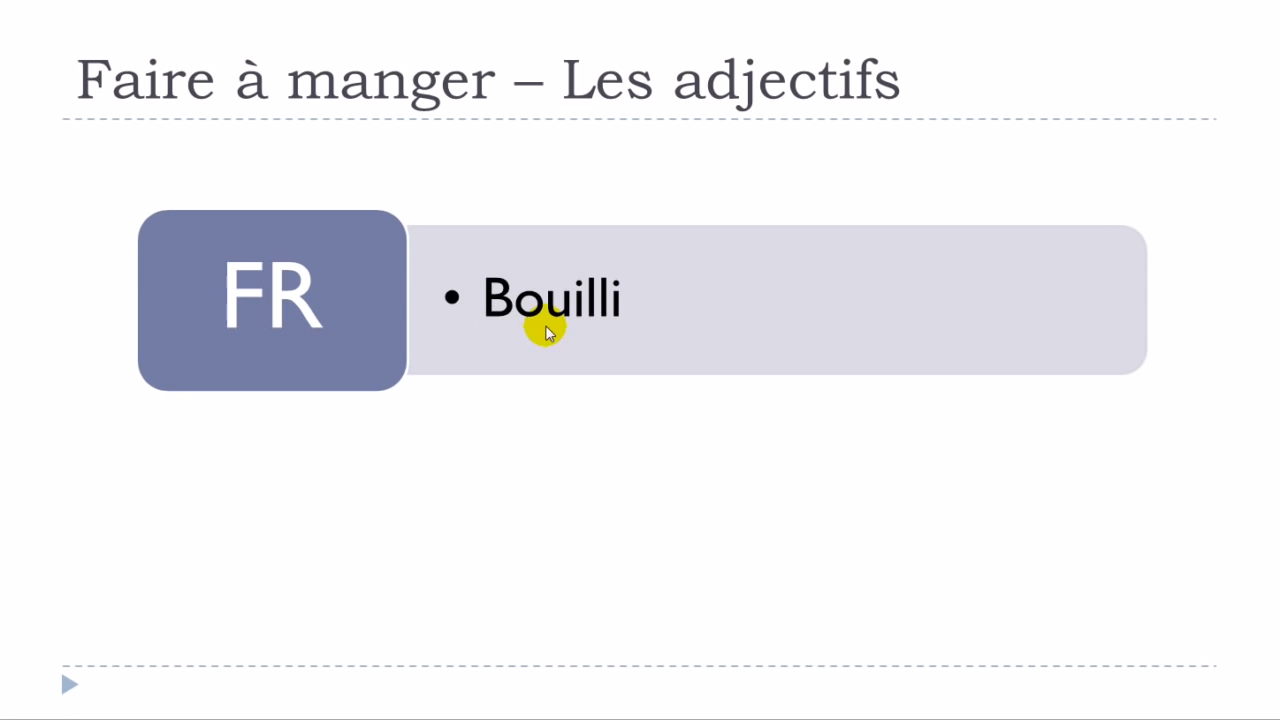 Faire à manger – Les adjectifs
FR
• Bouilli